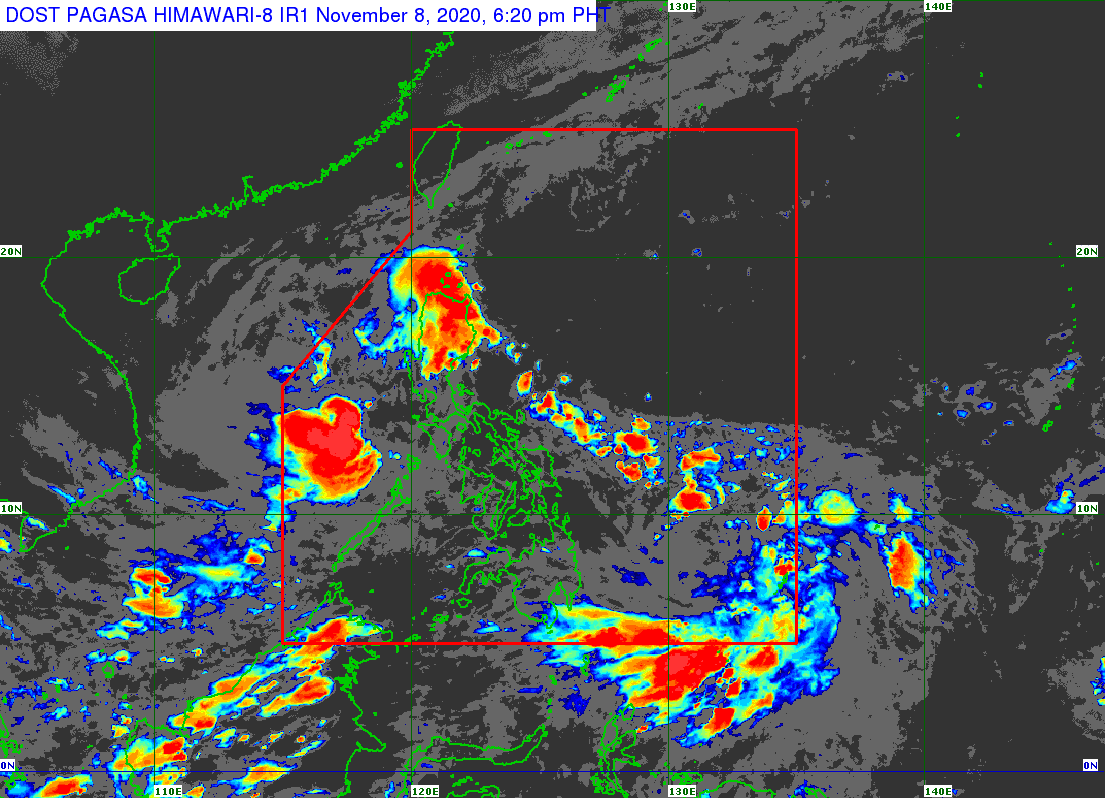 DOST PAGASA HIMAWARI-8 IR1 November 8, 2020, 6:20 pm PHT
130E
140E
20N
20N
10N
10N
0N
0N
110E
120E
130E
140E